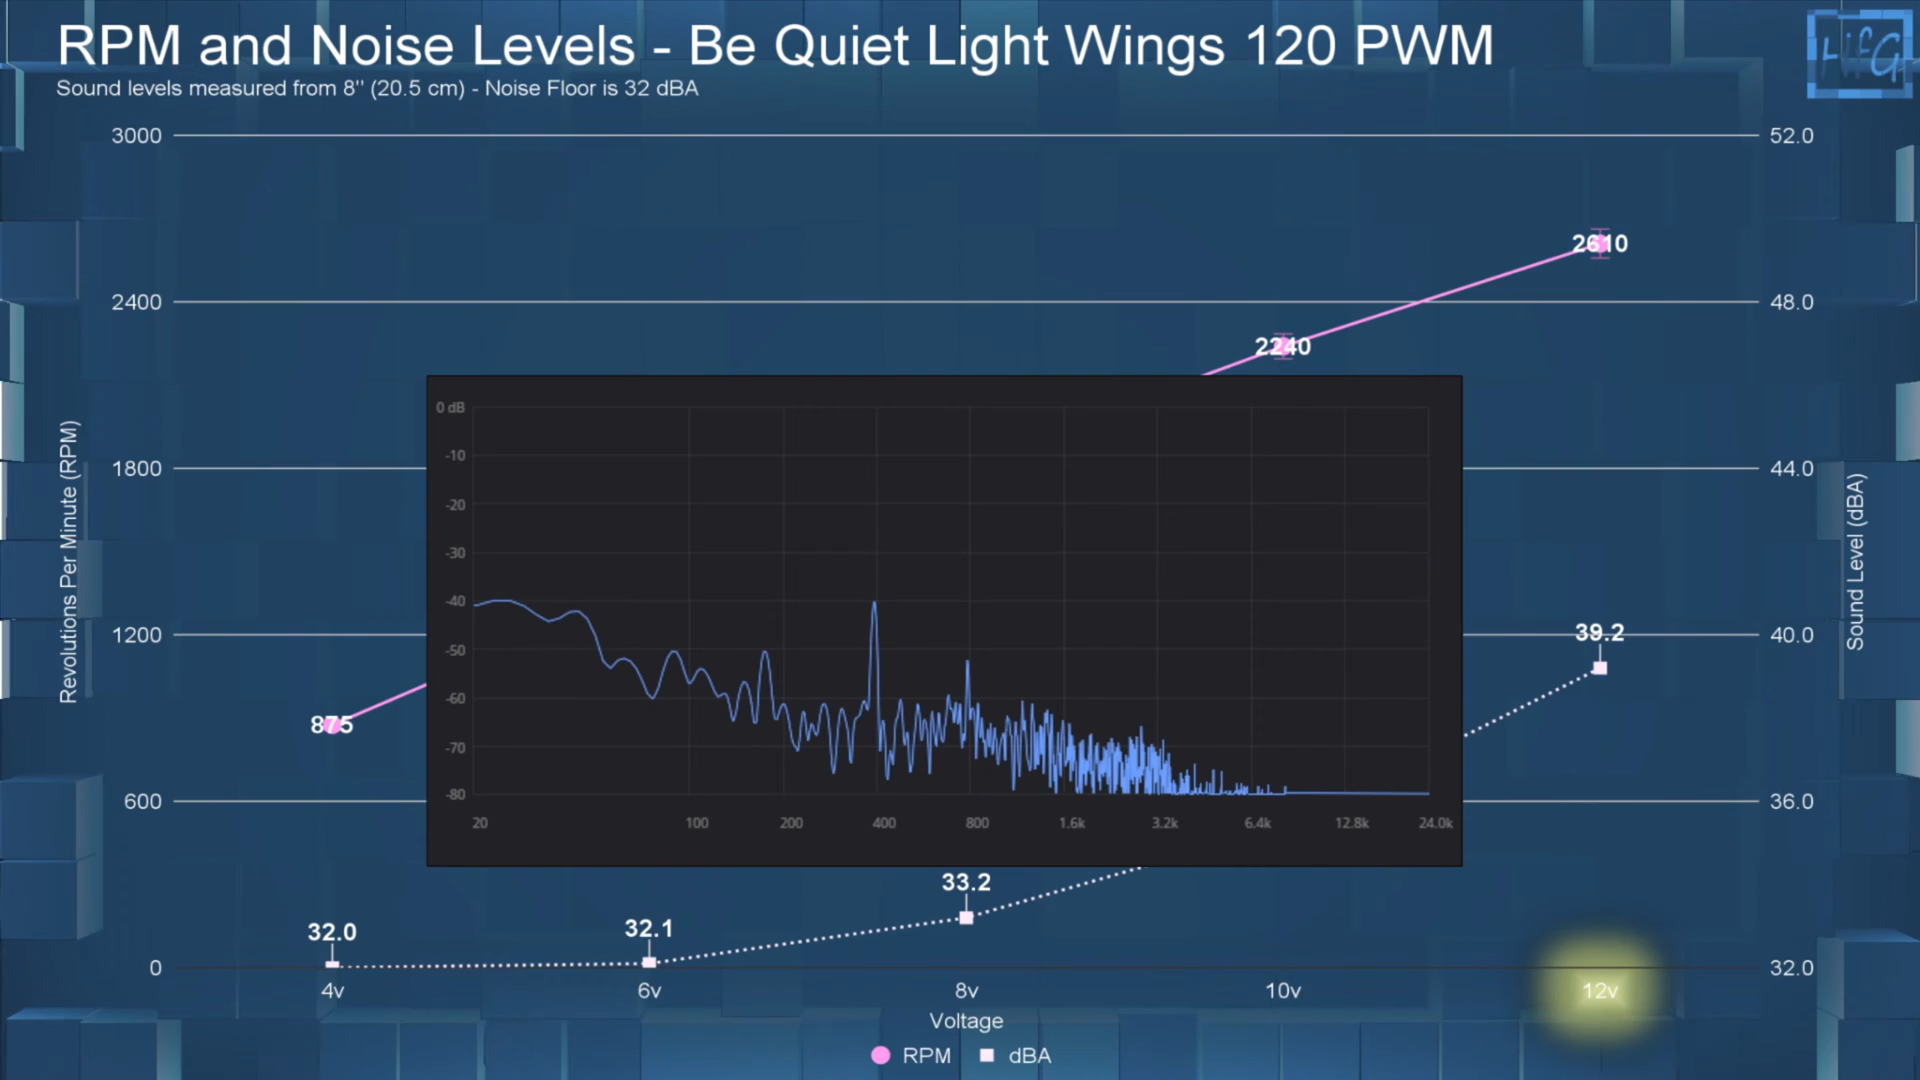 RPM and Noise Levels - Be Quiet Light Wings 120 PWM
Sound levels measured from 8" (20.5 cm) - Noise Floor is 32 dBA
LifG
3000
52.0
2610
2400
48.0
2240
0 dB
-10
1800
44.0
-20
Revolutions Per Minute (RPM)
Sound Level (dBA)
-30
-40
1200
39.2
40.0
-50
-60
875
-70
600
-80
36.0
20
100
200
400
800
1.6k
3.2k
6.4k
12.8k
24.0k
33.2
32.0
32.1
0
32.0
4v
6v
8v
10v
12v
Voltage
RPM
dBA